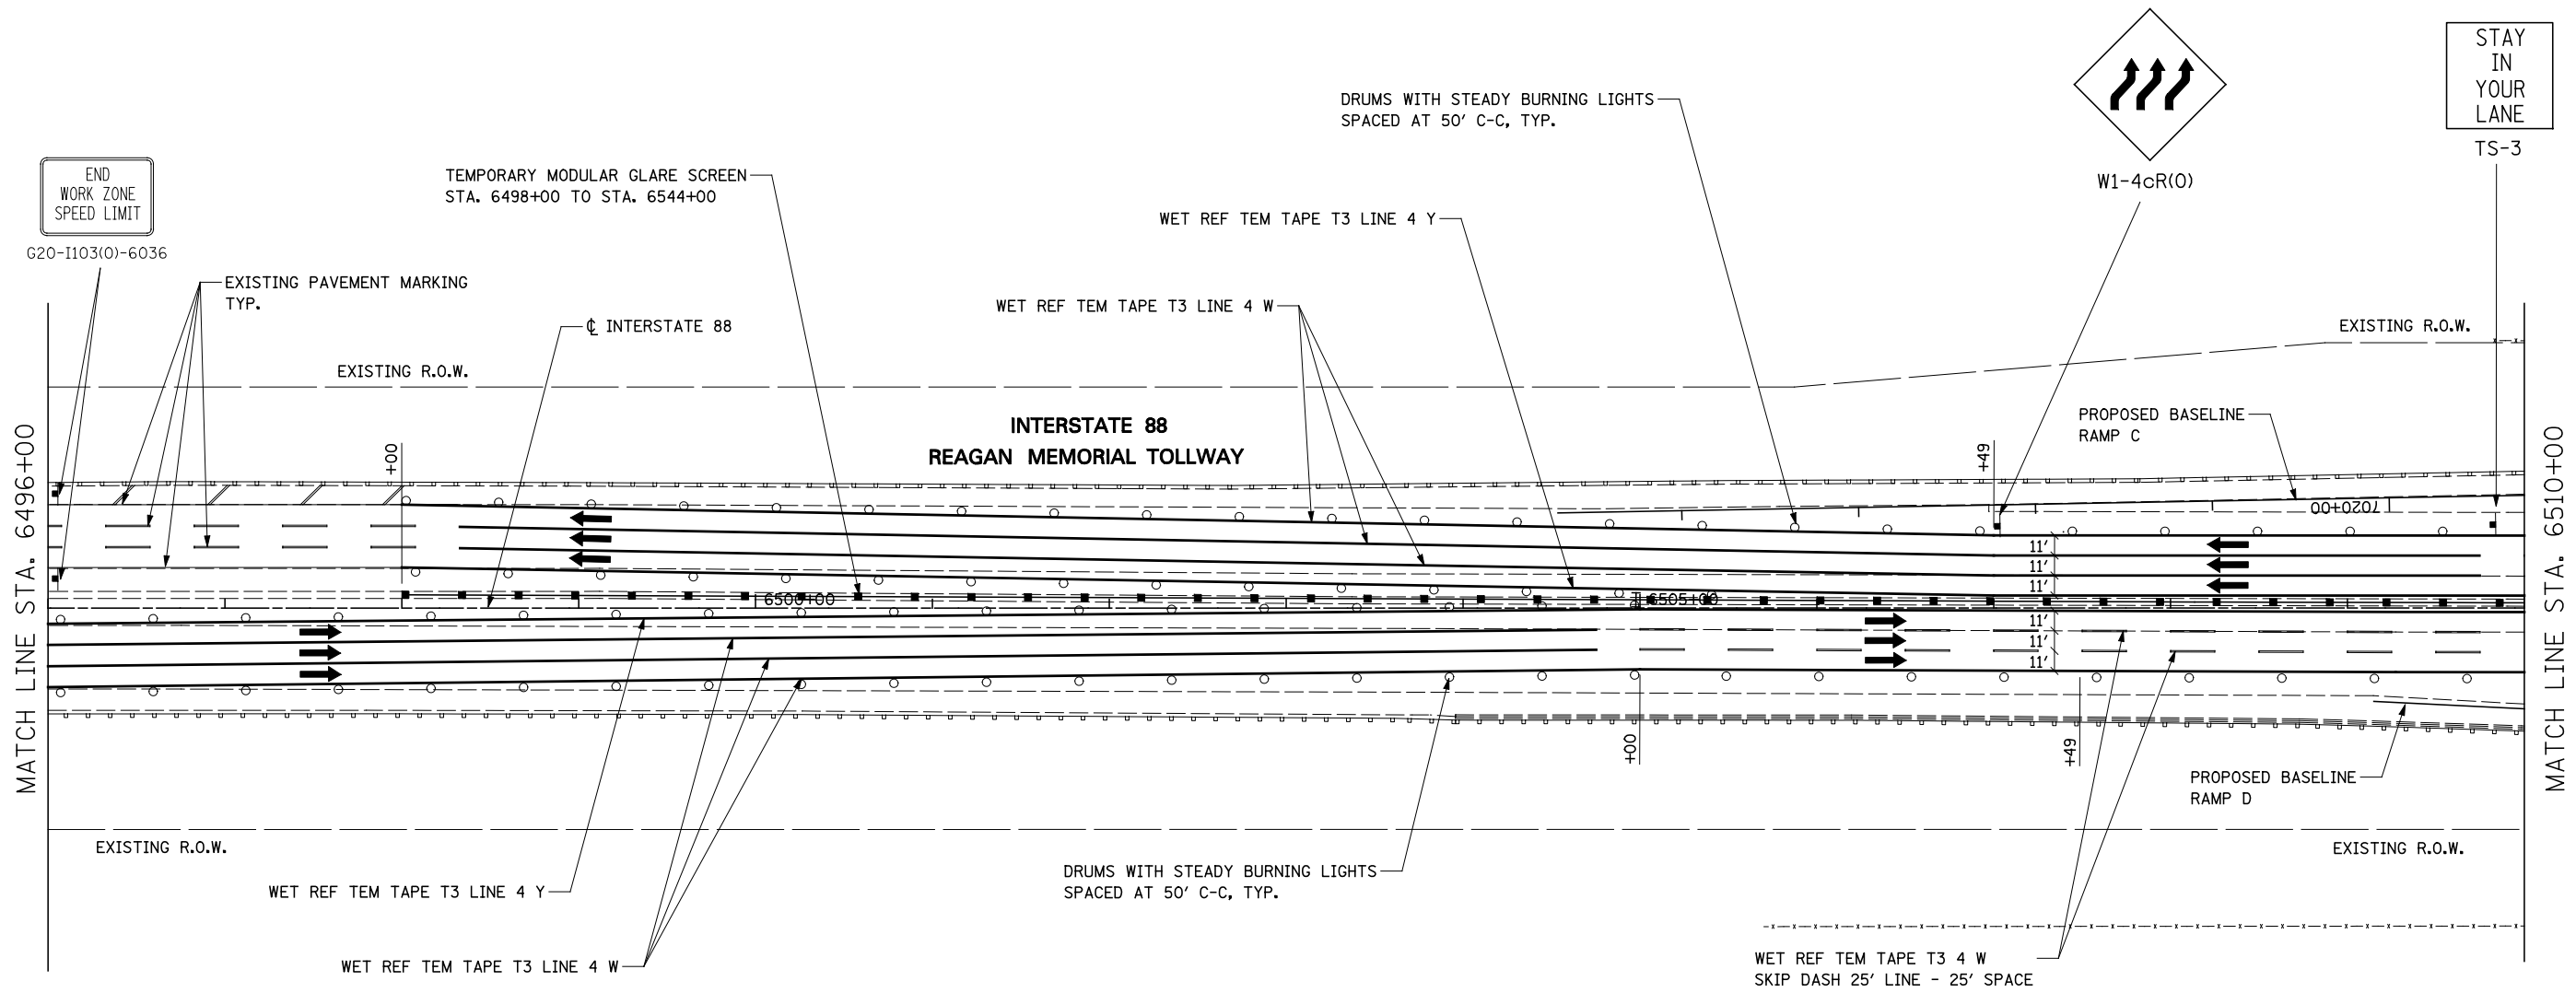 STAY
IN
YOUR
LANE
TS-3
W1-4cR(O)
DRUMS WITH STEADY BURNING LIGHTS
SPACED AT 50' C-C, TYP.
END
WORK ZONE
SPEED LIMIT
G20-I103(O)-6036
TEMPORARY MODULAR GLARE SCREEN
STA. 6498+00 TO STA. 6544+00
WET REF TEM TAPE T3 LINE 4 Y
EXISTING PAVEMENT MARKING
TYP.
WET REF TEM TAPE T3 LINE 4 W
℄ INTERSTATE 88
EXISTING R.O.W.
EXISTING R.O.W.
INTERSTATE 88
REAGAN MEMORIAL TOLLWAY
PROPOSED BASELINE
RAMP C
+00
+49
7020+00
MATCH LINE STA. 6496+00
MATCH LINE STA. 6510+00
11'
11'
11'
6500+00
6505+00
11'
11'
11'
+00
+49
PROPOSED BASELINE
RAMP D
EXISTING R.O.W.
EXISTING R.O.W.
DRUMS WITH STEADY BURNING LIGHTS
SPACED AT 50' C-C, TYP.
WET REF TEM TAPE T3 LINE 4 Y
WET REF TEM TAPE T3 LINE 4 W
WET REF TEM TAPE T3 4 W
SKIP DASH 25' LINE - 25' SPACE